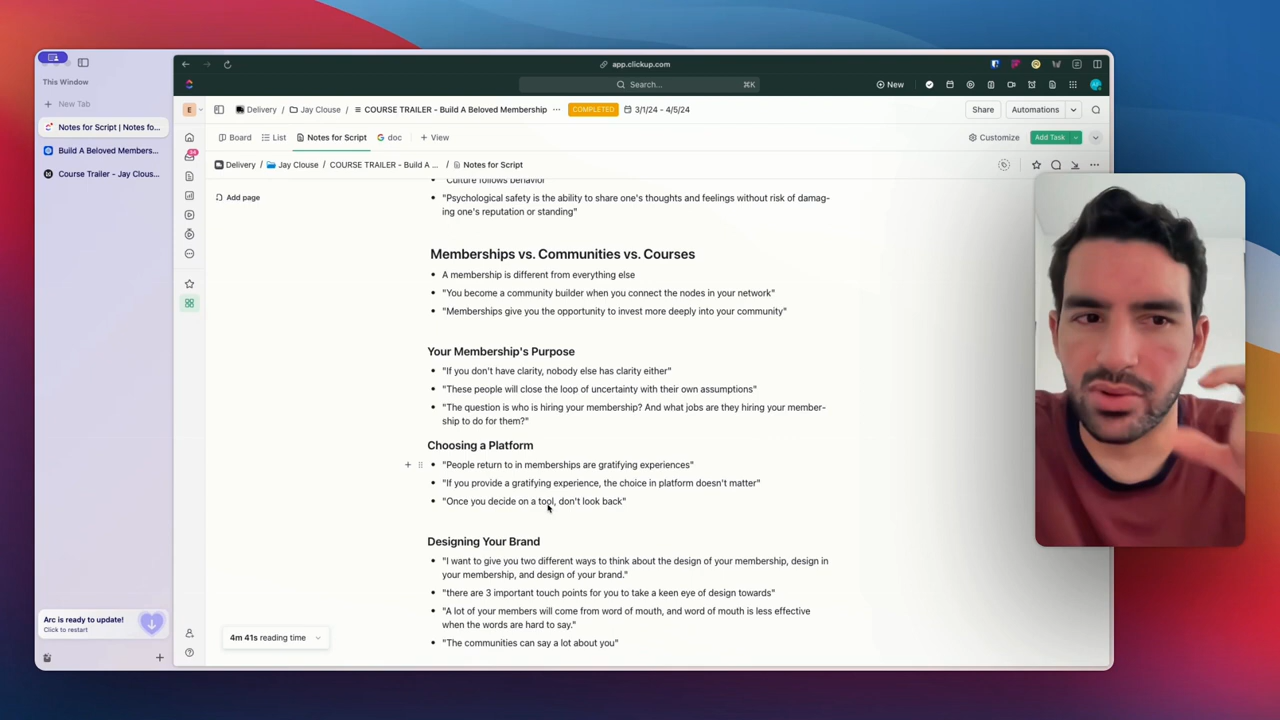 This Window
app.clickup.com
New Tab
Search...
⌘K
New
Notes for Script | Notes fo...
E
Delivery / Jay Clouse / COURSE TRAILER - Build A Beloved Membership ...
COMPLETED
3/1/24 - 4/5/24
Share
Automations
Build A Beloved Members...
Board
List
Notes for Script
doc
+ View
Customize
Add Task
Course Trailer - Jay Clous...
Delivery / Jay Clouse / COURSE TRAILER - Build A ... / Notes for Script
Add page
"Culture follows behavior"
• "Psychological safety is the ability to share one's thoughts and feelings without risk of damag-
ing one's reputation or standing"
Memberships vs. Communities vs. Courses
• A membership is different from everything else
• "You become a community builder when you connect the nodes in your network"
• "Memberships give you the opportunity to invest more deeply into your community"
Your Membership's Purpose
• "If you don't have clarity, nobody else has clarity either"
• "These people will close the loop of uncertainty with their own assumptions"
• "The question is who is hiring your membership? And what jobs are they hiring your member-
ship to do for them?"
Choosing a Platform
• "People return to in memberships are gratifying experiences"
• "If you provide a gratifying experience, the choice in platform doesn't matter"
• "Once you decide on a tool, don't look back"
Designing Your Brand
• "I want to give you two different ways to think about the design of your membership, design in
your membership, and design of your brand."
• "there are 3 important touch points for you to take a keen eye of design towards"
• "A lot of your members will come from word of mouth, and word of mouth is less effective
when the words are hard to say."
• "The communities can say a lot about you"
4m 41s reading time
Arc is ready to update!
Click to restart